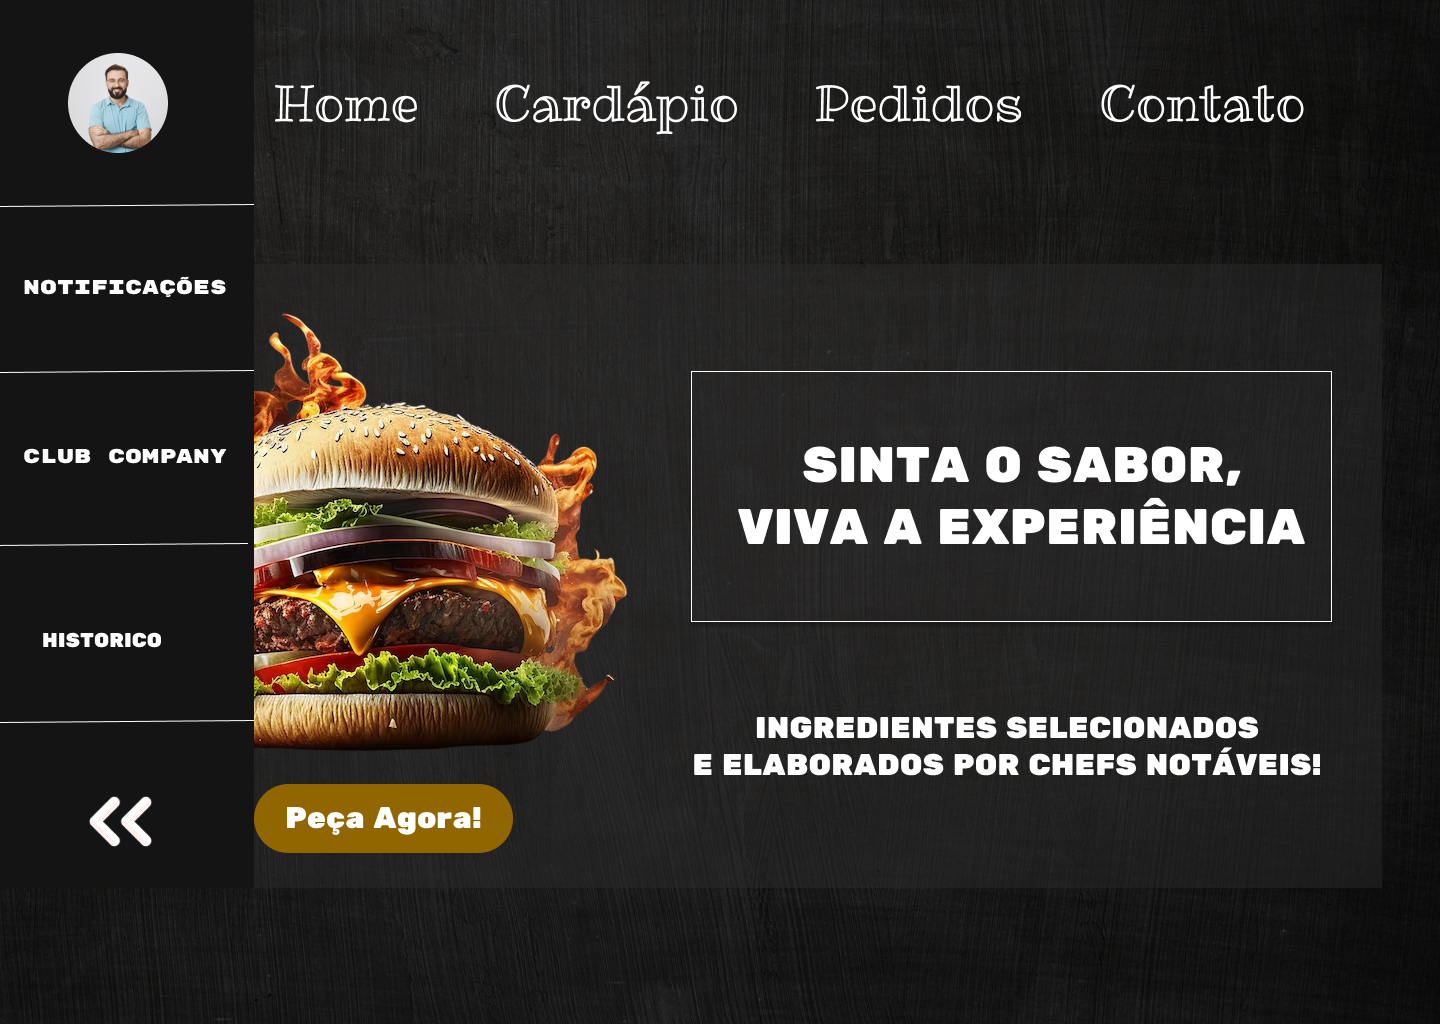 Home Cardápio Pedidos Contato
NOTIFICAÇÕES
CLUB COMPANY
HISTORICO
SINTA O SABOR,
VIVA A EXPERIÊNCIA
INGREDIENTES SELECIONADOS
E ELABORADOS POR CHEFS NOTÁVEIS!
Peça Agora!